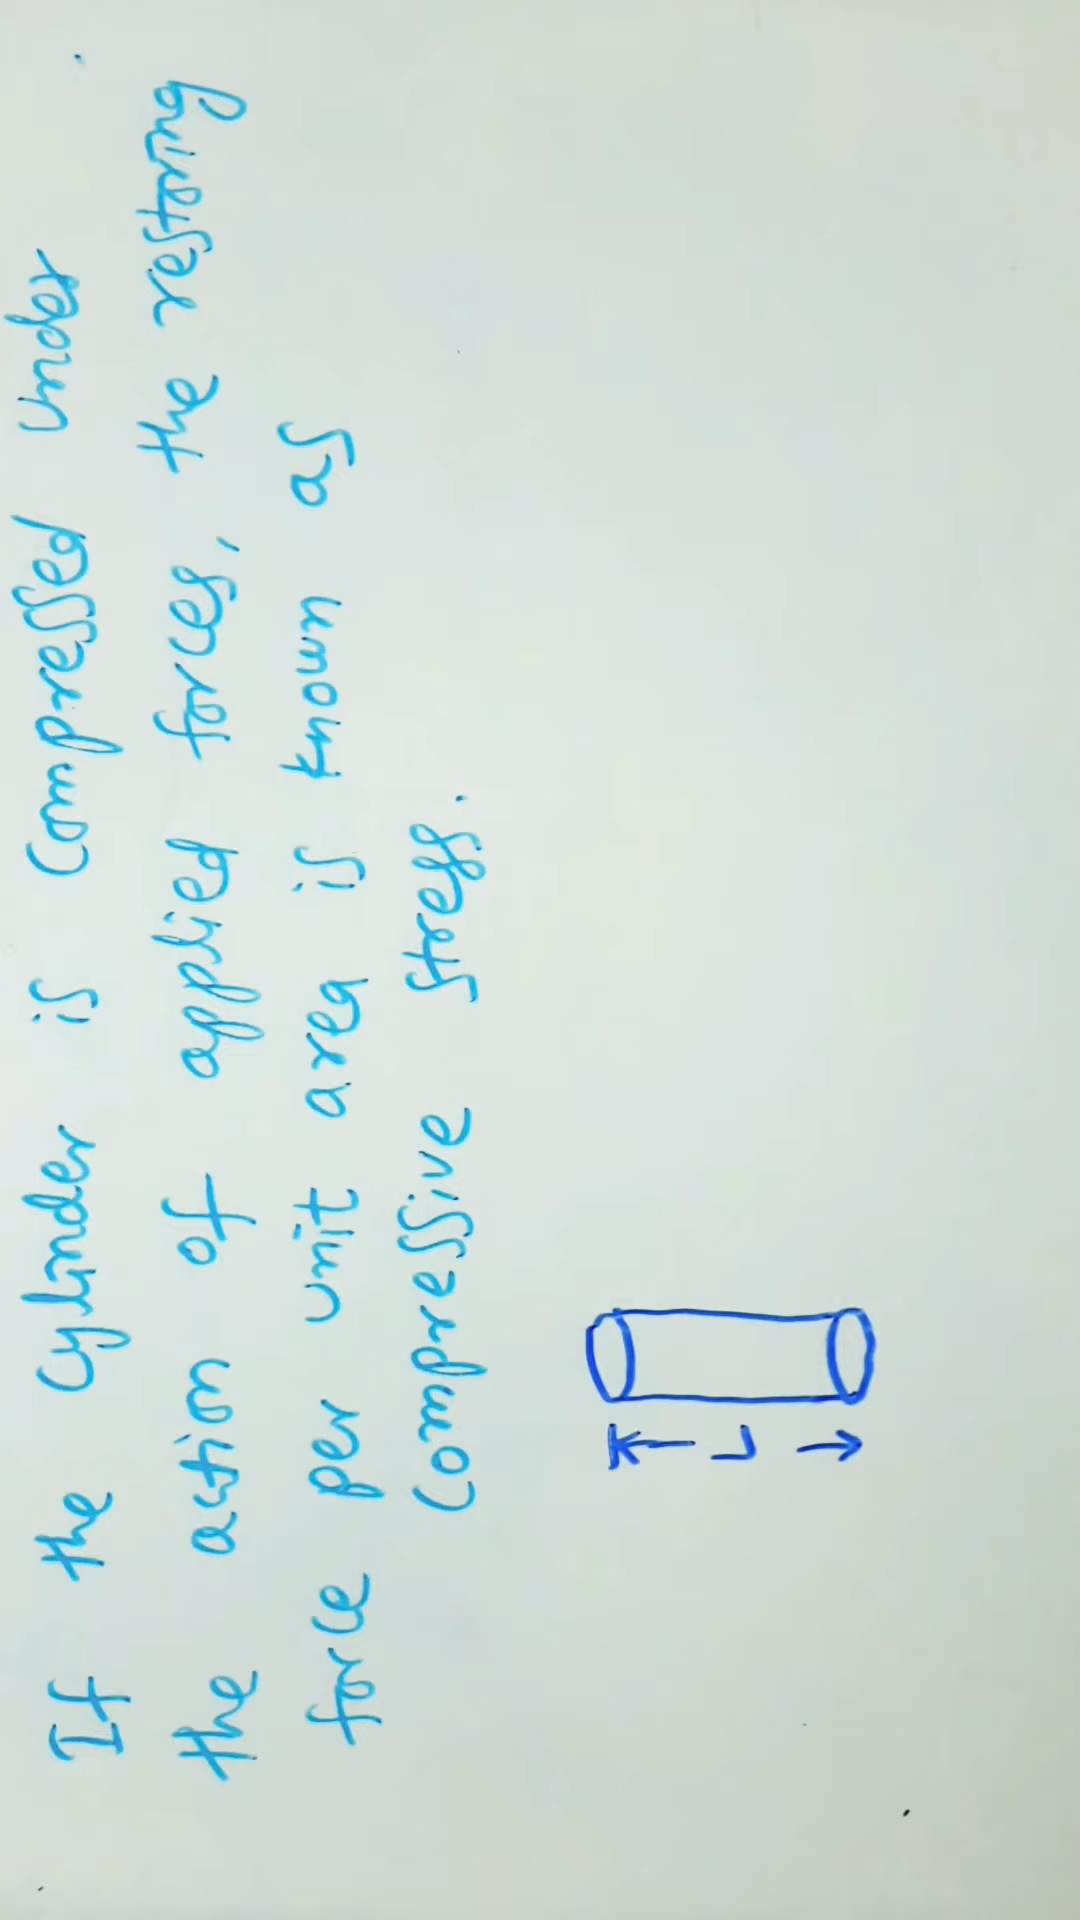 If the cylinder is compressed under
the action of applied forces, the restering
force per unit area is known as
compressive stress.
L